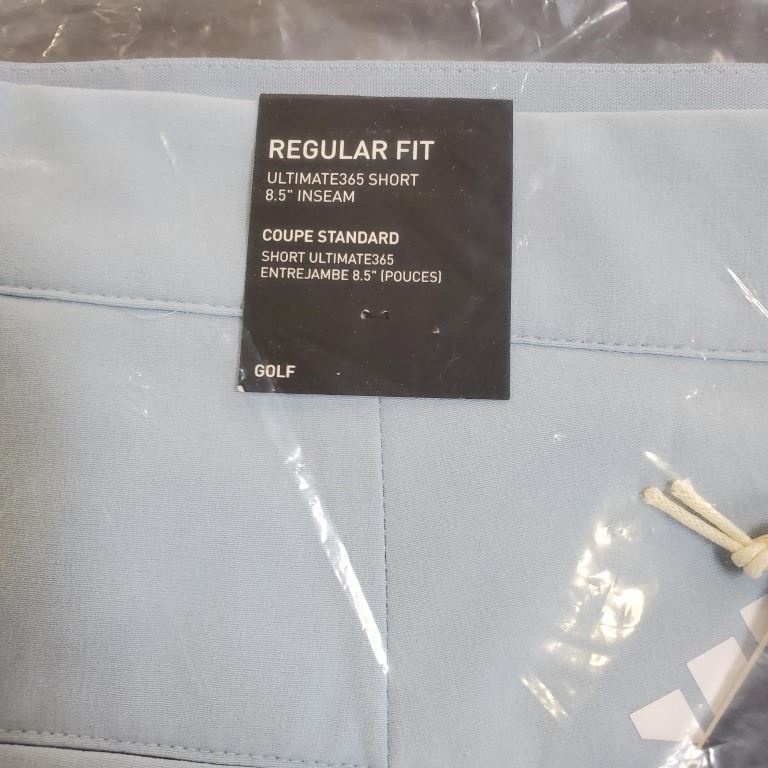 REGULAR FIT
ULTIMATE365 SHORT
8.5" INSEAM
COUPE STANDARD
SHORT ULTIMATE365
ENTREJAMBE 8.5" (POUCES)
GOLF